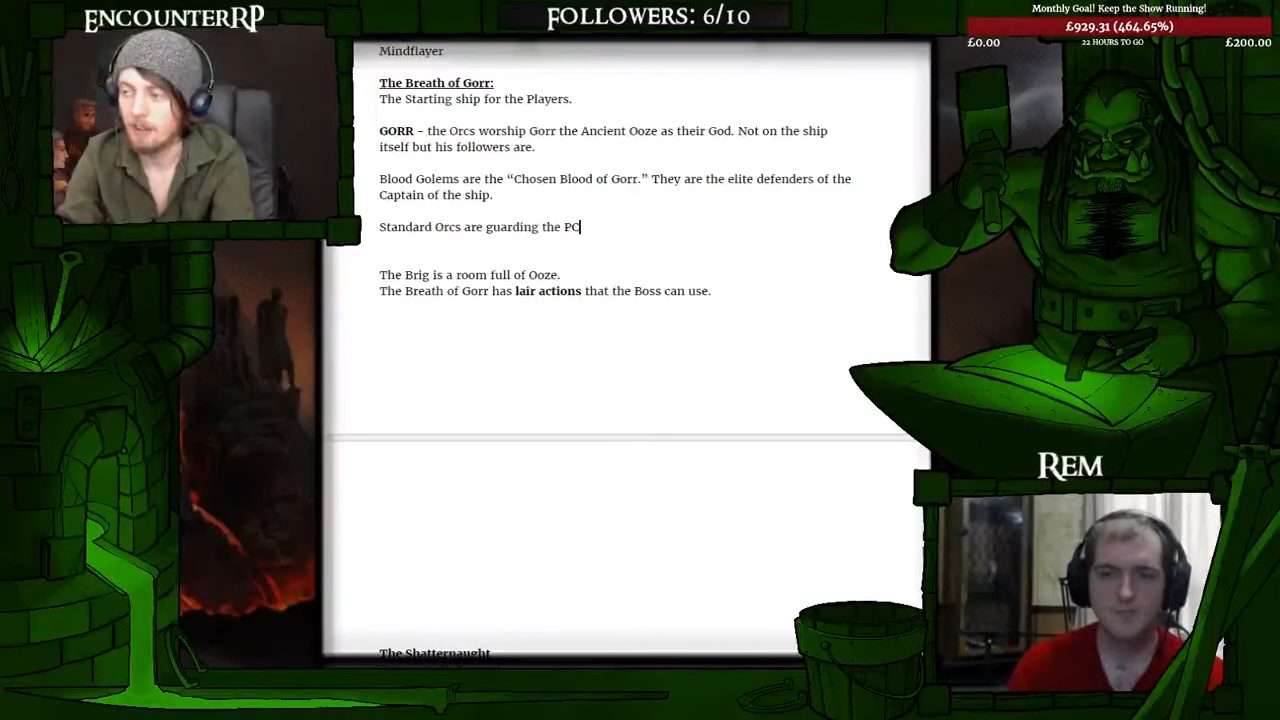 ENCOUNTERRP
FOLLOWERS: 6/10
Monthly Goal! Keep the Show Running!
£929.31 (464.65%)
£0.00
22 HOURS TO GO
£200.00
Mindflayer
The Breath of Gorr:
The Starting ship for the Players.
GORR - the Orcs worship Gorr the Ancient Ooze as their God. Not on the ship
itself but his followers are.
Blood Golems are the “Chosen Blood of Gorr.” They are the elite defenders of the
Captain of the ship.
Standard Orcs are guarding the PC
The Brig is a room full of Ooze.
The Breath of Gorr has lair actions that the Boss can use.
REM
The Shatternaught